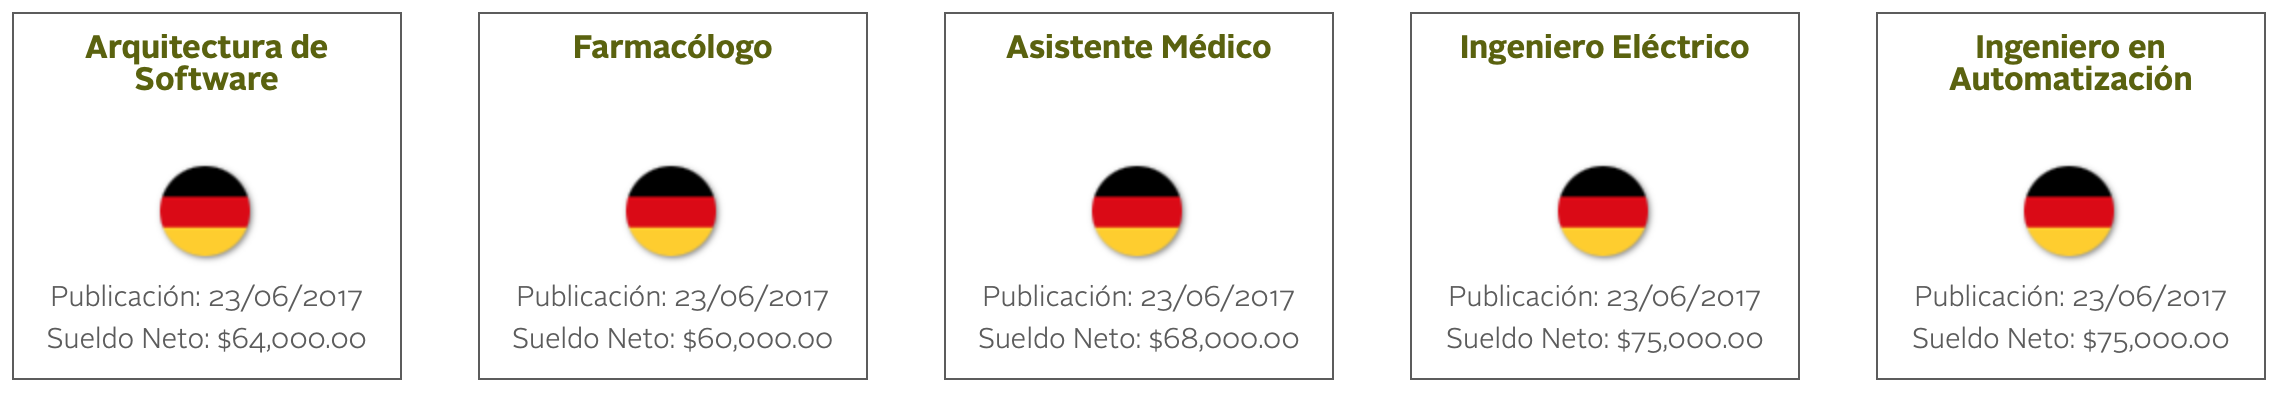 Arquitectura de
Software
Publicación: 23/06/2017
Sueldo Neto: $64,000.00
Farmacólogo
Publicación: 23/06/2017
Sueldo Neto: $60,000.00
Asistente Médico
Publicación: 23/06/2017
Sueldo Neto: $68,000.00
Ingeniero Eléctrico
Publicación: 23/06/2017
Sueldo Neto: $75,000.00
Ingeniero en
Automatización
Publicación: 23/06/2017
Sueldo Neto: $75,000.00